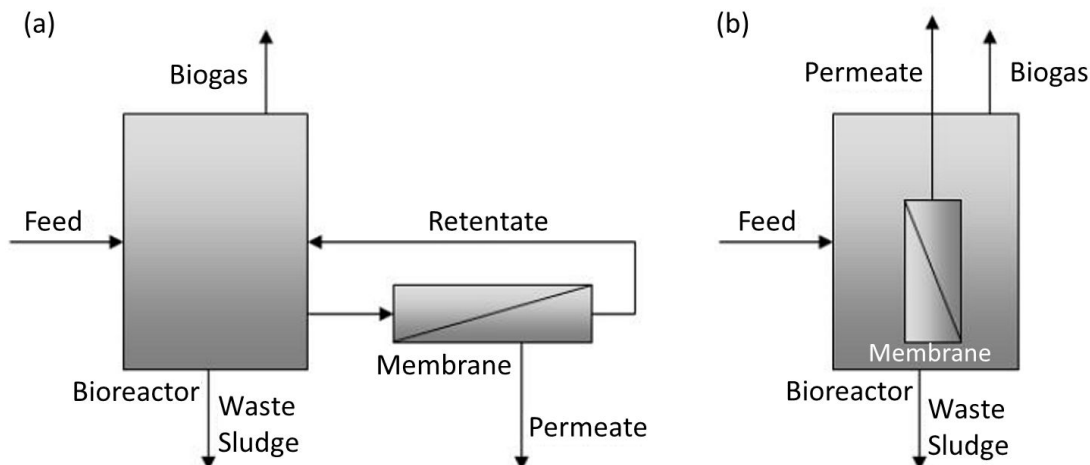 (a)
Biogas
Feed
Retentate
Membrane
Bioreactor
Waste
Sludge
Permeate
(b)
Permeate
Biogas
Feed
Membrane
Bioreactor
Waste
Sludge